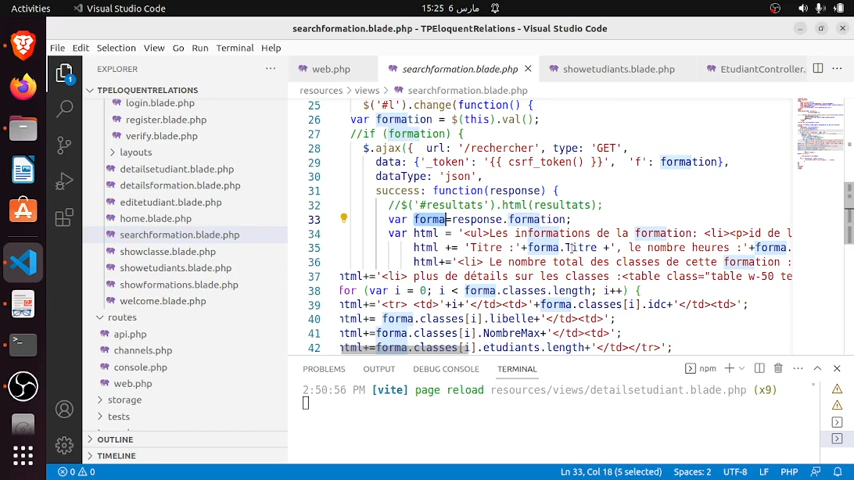 Activities
Visual Studio Code
15:25 مارس 6
searchformation.blade.php - TPEloquentRelations - Visual Studio Code
File Edit Selection View Go Run Terminal Help
EXPLORER
TPELOQUENTRELATIONS
login.blade.php
register.blade.php
verify.blade.php
layouts
detailsetudiant.blade.php
detailsformation.blade.php
editetudiant.blade.php
home.blade.php
searchformation.blade.php
showclasse.blade.php
showetudiants.blade.php
showformations.blade.php
welcome.blade.php
routes
api.php
channels.php
console.php
web.php
storage
tests
OUTLINE
TIMELINE
web.php
searchformation.blade.php
showetudiants.blade.php
EtudiantController.
resources > views > searchformation.blade.php
25 $('#l').change(function() {
26 var formation = $(this).val();
27 //if (formation) {
28 $.ajax({ url: '/rechercher', type: 'GET',
29 data: {'_token': '{{ csrf_token() }}', 'f': formation},
30 dataType: 'json',
31 success: function(response) {
32 //$('#resultats').html(resultats);
33 var forma=response.formation;
34 var html = '<ul>Les informations de la formation: <li><p>id de l
35 html += 'Titre :'+forma.Titre +', le nombre heures :'+forma.
36 html+='<li> Le nombre total des classes de cette formation :
37 html+='<li> plus de détails sur les classes :<table class="table w-50 t
38 for (var i = 0; i < forma.classes.length; i++) {
39 html+='<tr> <td>'+i+'</td><td>'+forma.classes[i].idc+'</td><td>';
40 html+= forma.classes[i].libelle+'</td><td>';
41 html+=forma.classes[i].NombreMax+'</td><td>';
42 html+=forma.classes[i].etudiants.length+'</td></tr>';
PROBLEMS OUTPUT DEBUG CONSOLE TERMINAL
npm
2:50:56 PM [vite] page reload resources/views/detailsetudiant.blade.php (x9)
0 0 Ln 33, Col 18 (5 selected) Spaces: 2 UTF-8 LF PHP